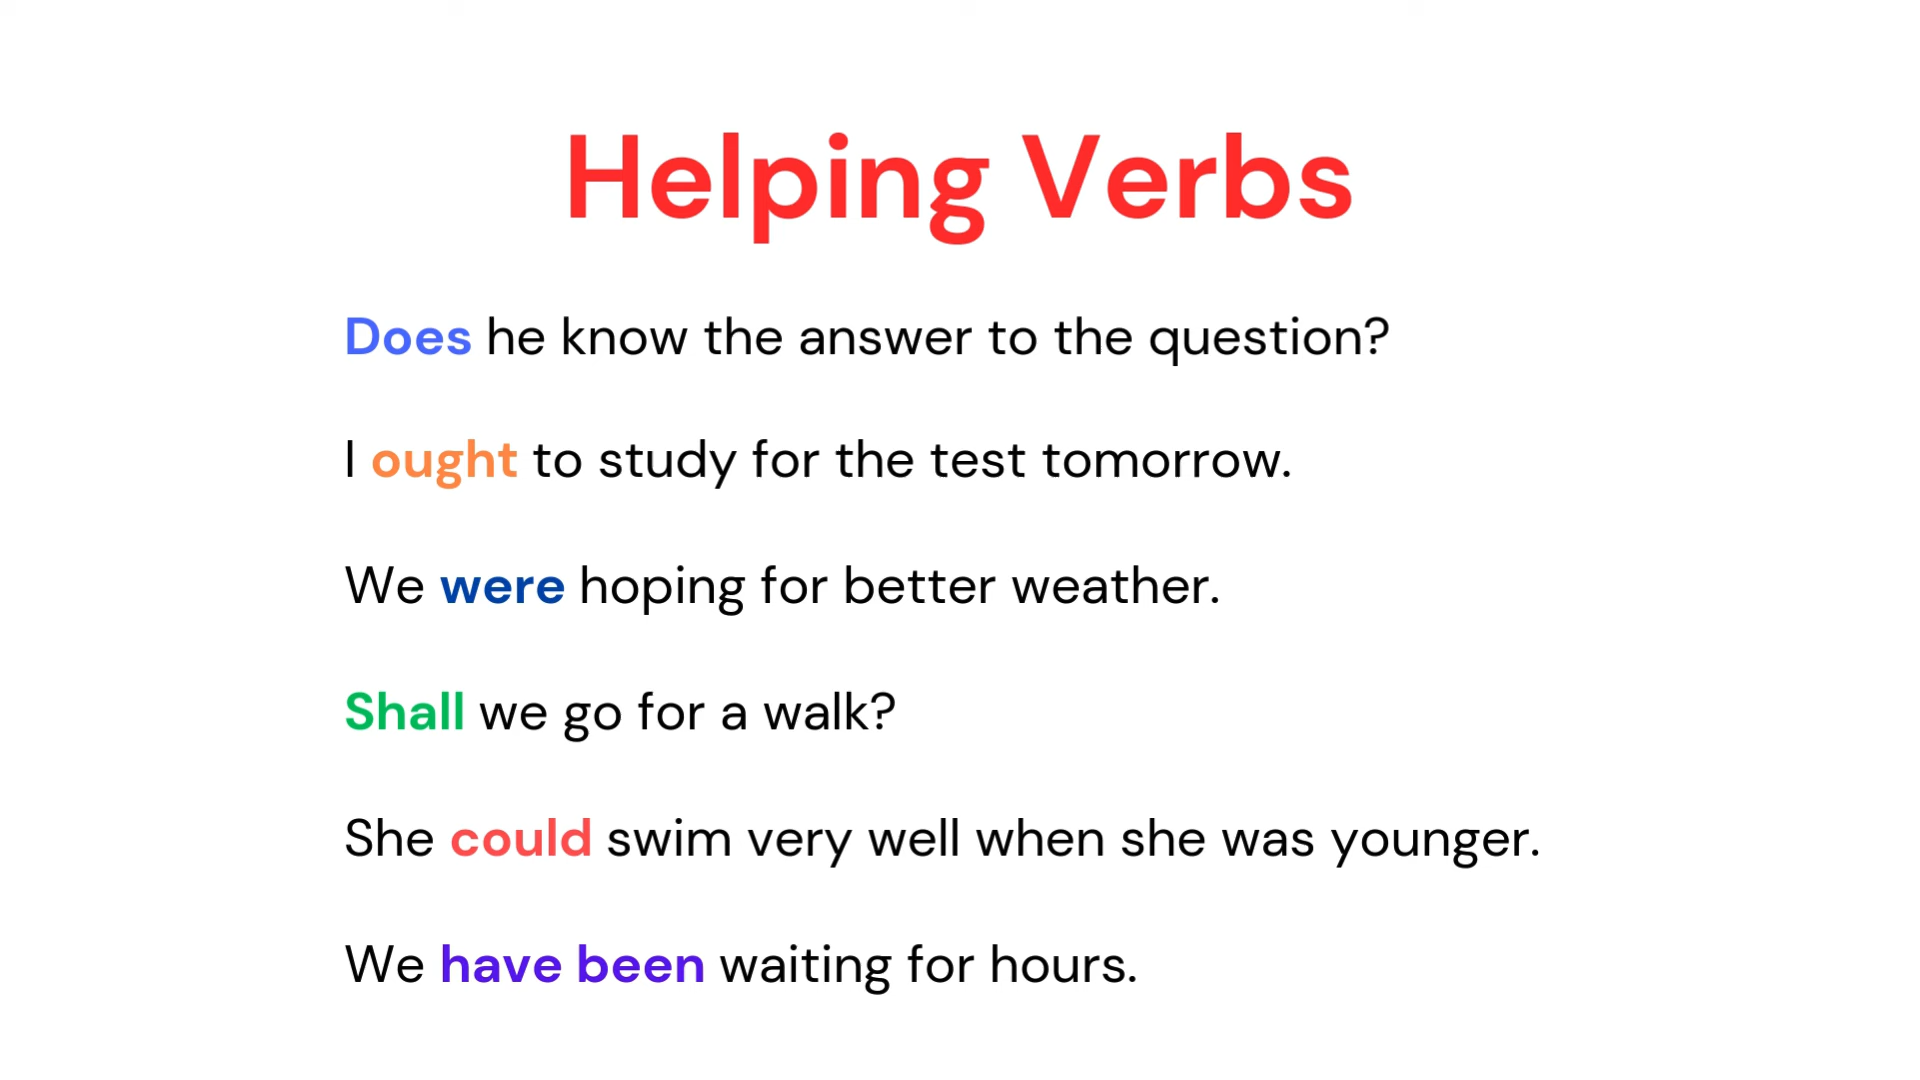 Helping Verbs
Does he know the answer to the question?
I ought to study for the test tomorrow.
We were hoping for better weather.
Shall we go for a walk?
She could swim very well when she was younger.
We have been waiting for hours.